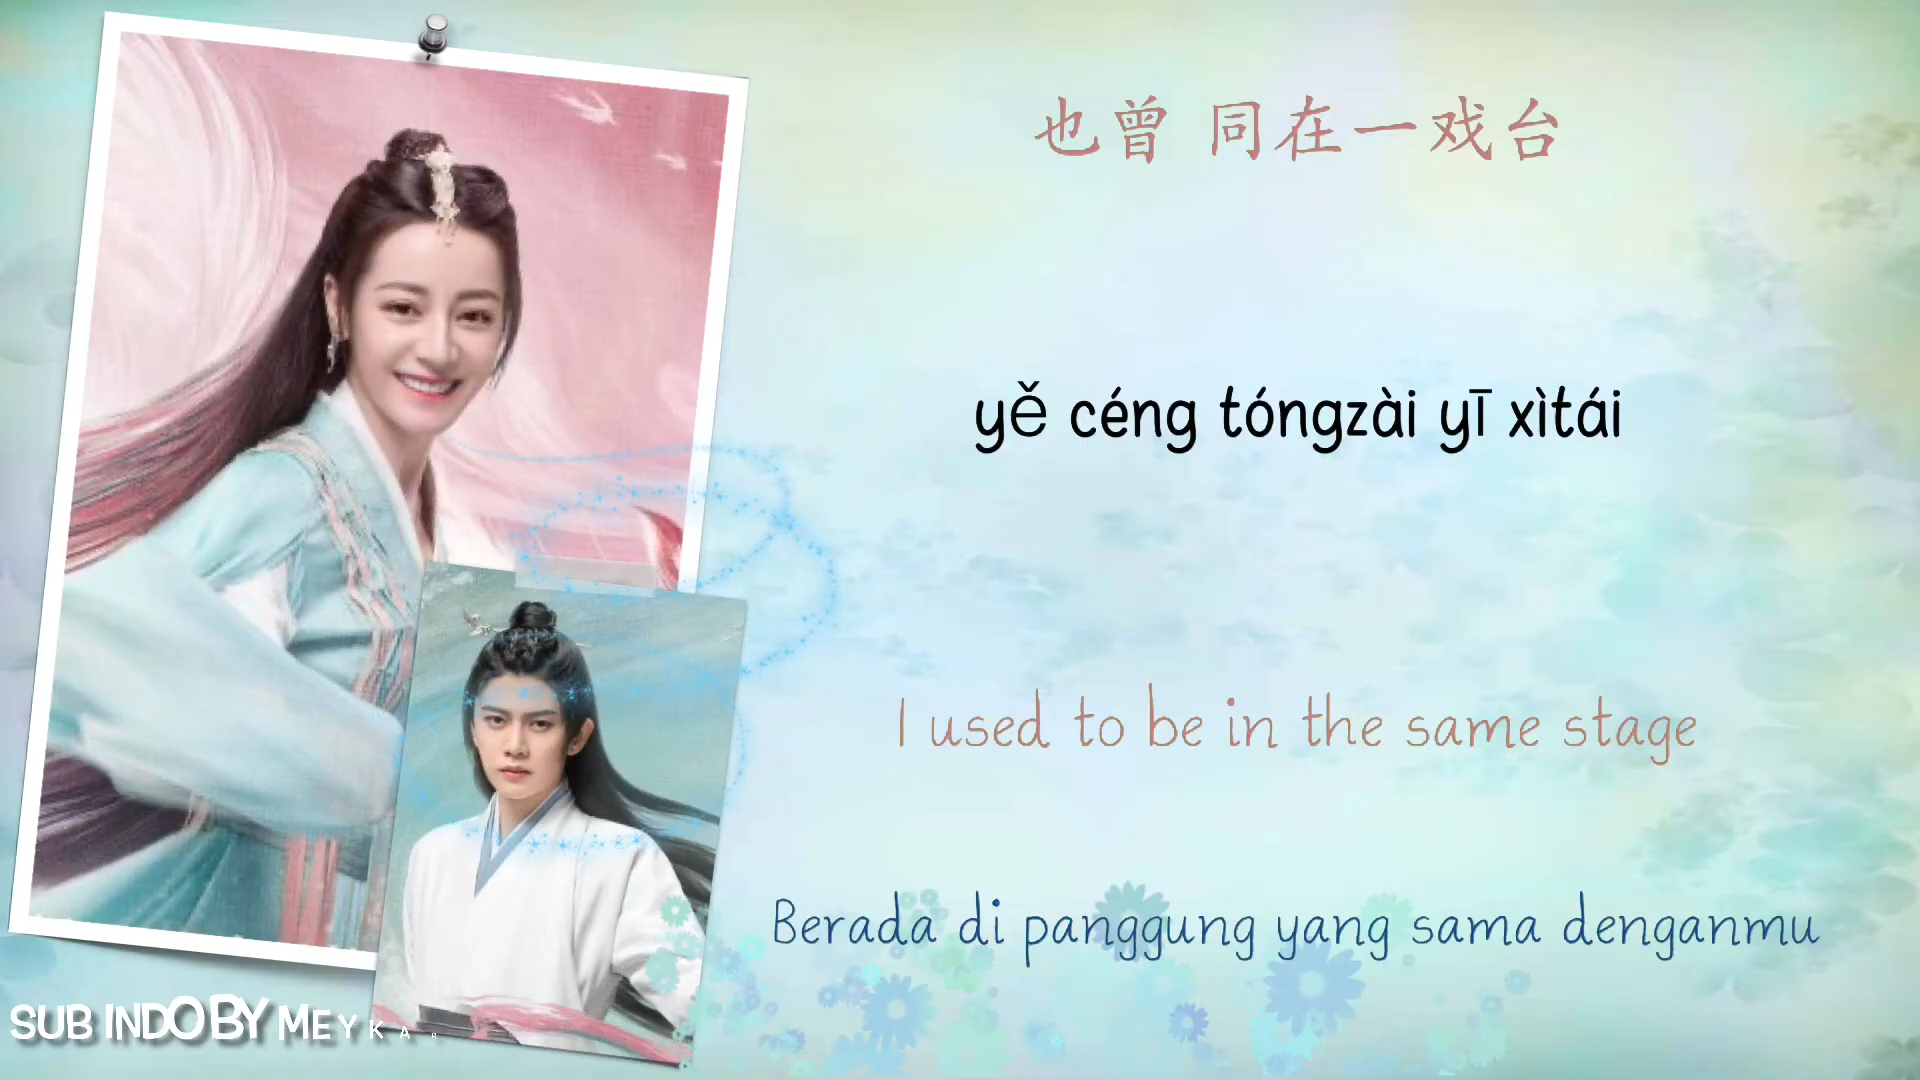 也曾 同在一戏台
yě céng tóngzài yī xìtái
I used to be in the same stage
Berada di panggung yang sama denganmu
SUB INDO BY MEYKAR